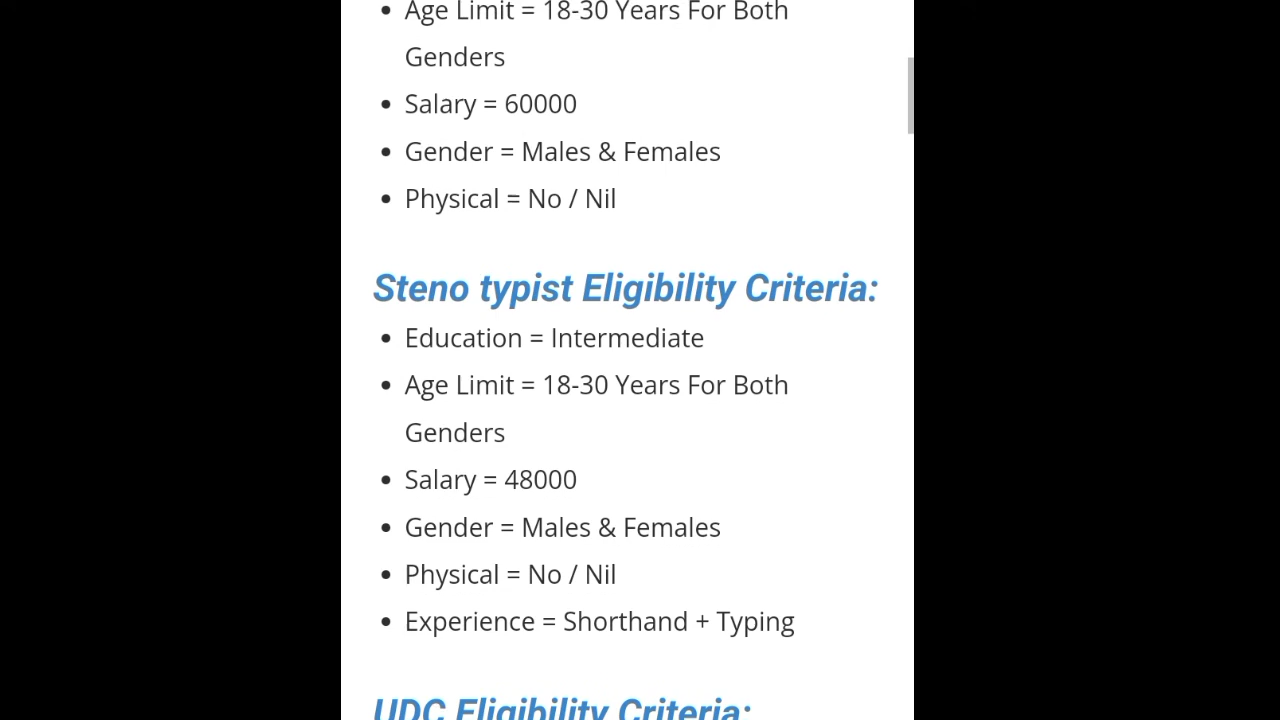 • Age Limit = 18-30 Years For Both
Genders
• Salary = 60000
• Gender = Males & Females
• Physical = No / Nil
Steno typist Eligibility Criteria:
• Education = Intermediate
• Age Limit = 18-30 Years For Both
Genders
• Salary = 48000
• Gender = Males & Females
• Physical = No / Nil
• Experience = Shorthand + Typing
UDC Eligibility Criteria: